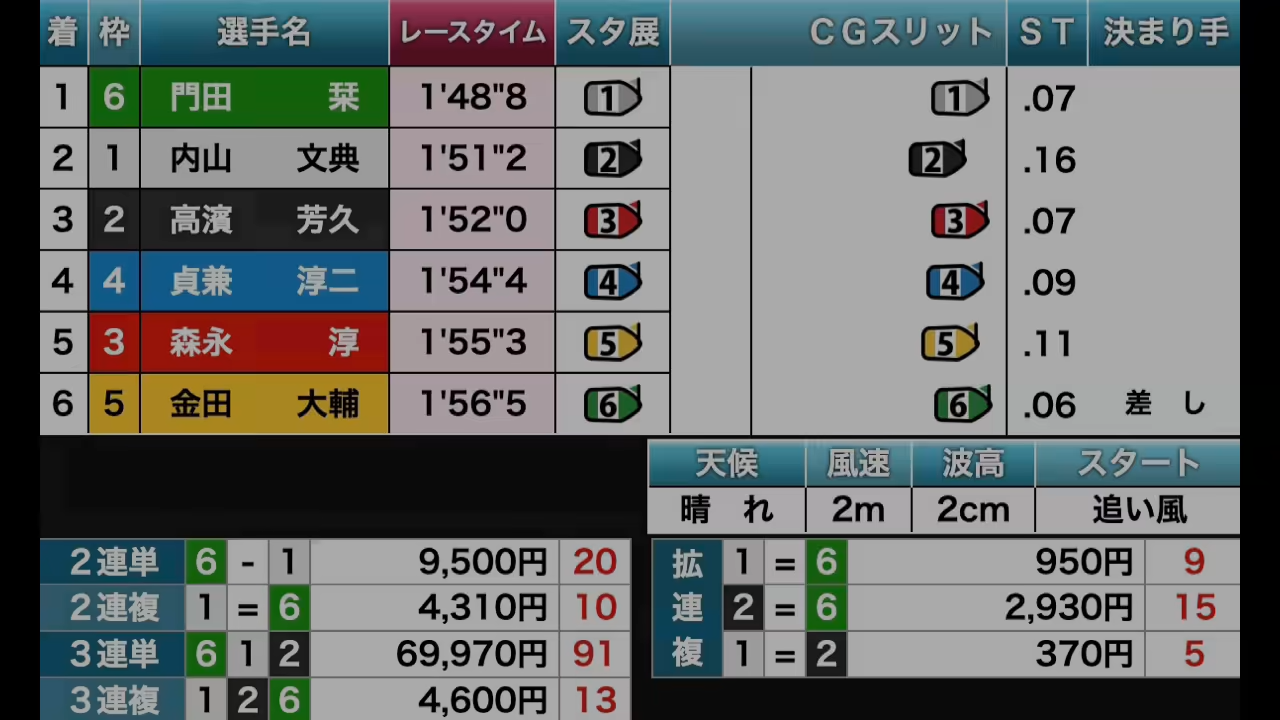 着 枠 選手名 レースタイム スタ展 CGスリット ST 決まり手
1 6 門田 栞 1'48"8 1 1 .07
2 1 内山 文典 1'51"2 2 2 .16
3 2 高濱 芳久 1'52"0 3 3 .07
4 4 貞兼 淳二 1'54"4 4 4 .09
5 3 森永 淳 1'55"3 5 5 .11
6 5 金田 大輔 1'56"5 6 6 .06 差 し
天候 風速 波高 スタート
晴 れ 2m 2cm 追い風
2連単 6 - 1 9,500円 20
2連複 1 = 6 4,310円 10
3連単 6 1 2 69,970円 91
3連複 1 2 6 4,600円 13
拡連複
1 = 6 950円 9
2 = 6 2,930円 15
1 = 2 370円 5